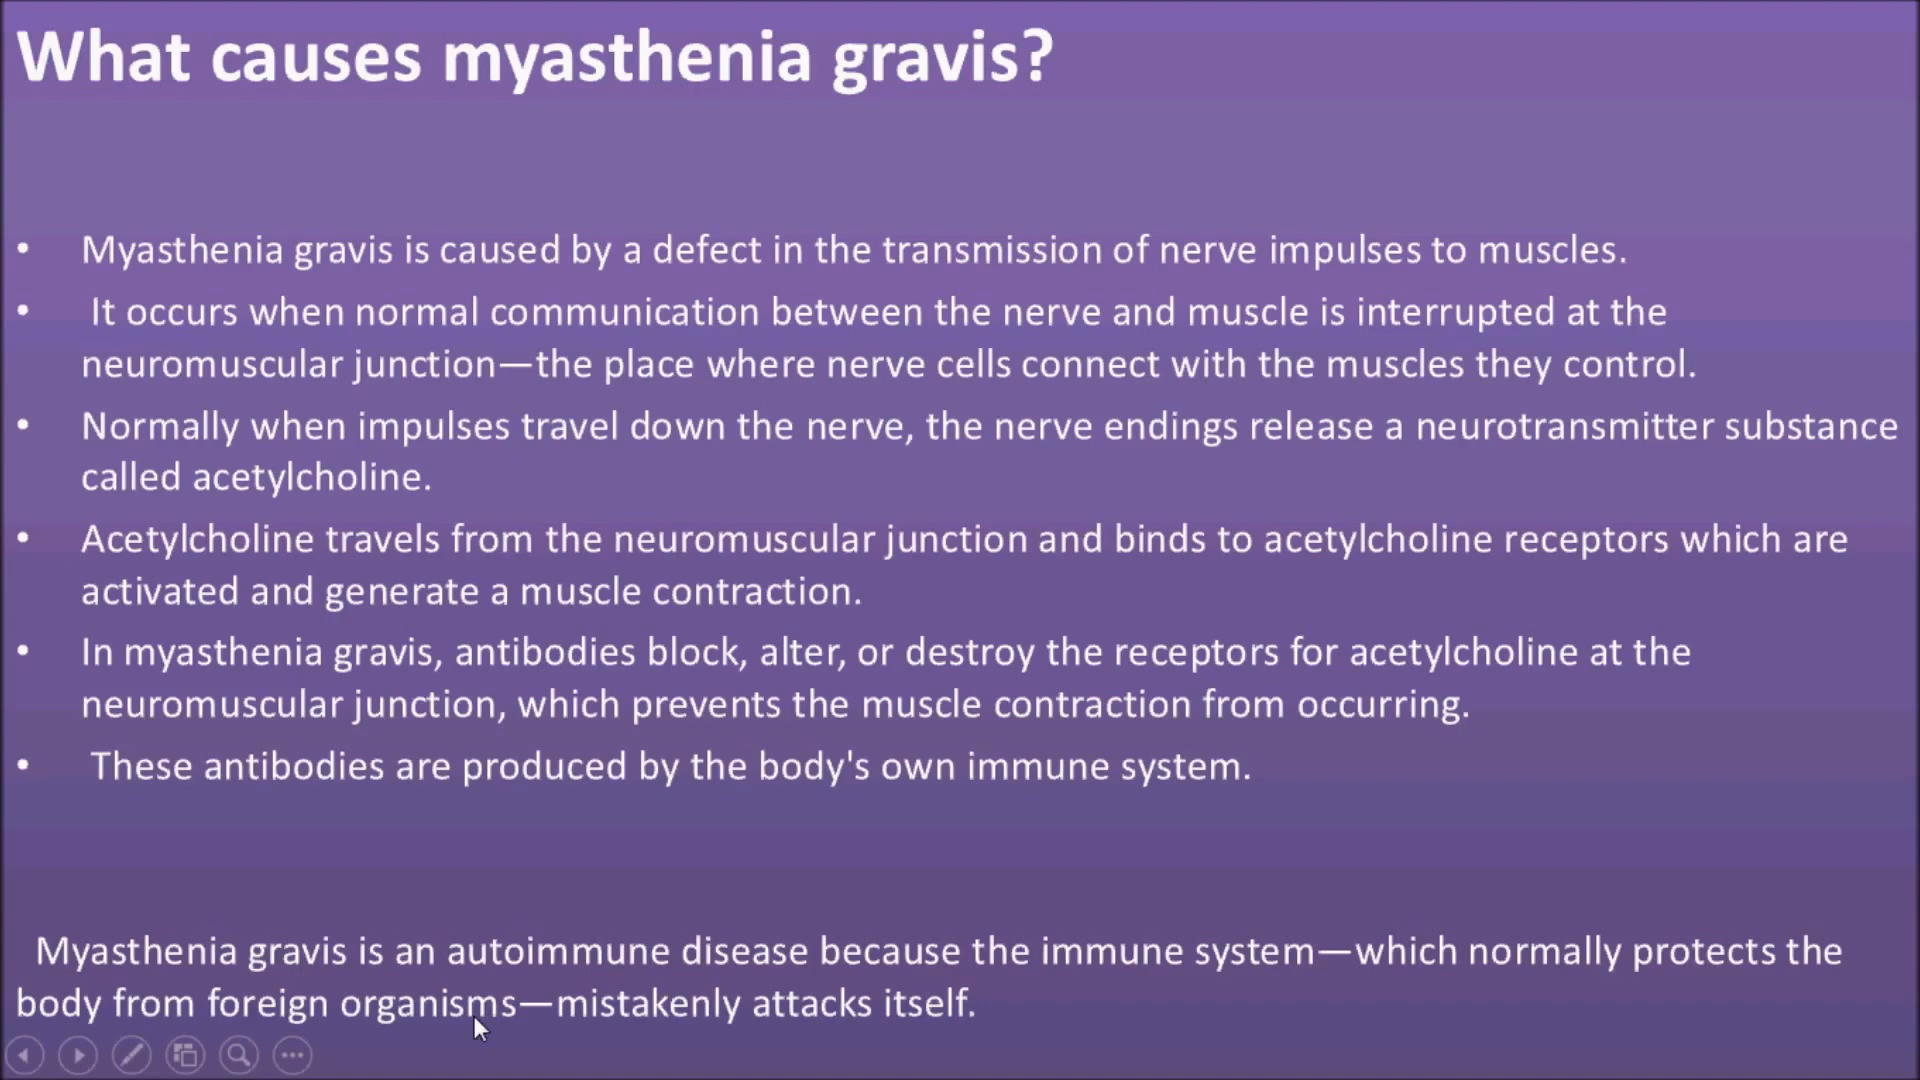 What causes myasthenia gravis?
• Myasthenia gravis is caused by a defect in the transmission of nerve impulses to muscles.
• It occurs when normal communication between the nerve and muscle is interrupted at the
neuromuscular junction—the place where nerve cells connect with the muscles they control.
• Normally when impulses travel down the nerve, the nerve endings release a neurotransmitter substance
called acetylcholine.
• Acetylcholine travels from the neuromuscular junction and binds to acetylcholine receptors which are
activated and generate a muscle contraction.
• In myasthenia gravis, antibodies block, alter, or destroy the receptors for acetylcholine at the
neuromuscular junction, which prevents the muscle contraction from occurring.
• These antibodies are produced by the body's own immune system.
Myasthenia gravis is an autoimmune disease because the immune system—which normally protects the
body from foreign organisms—mistakenly attacks itself.